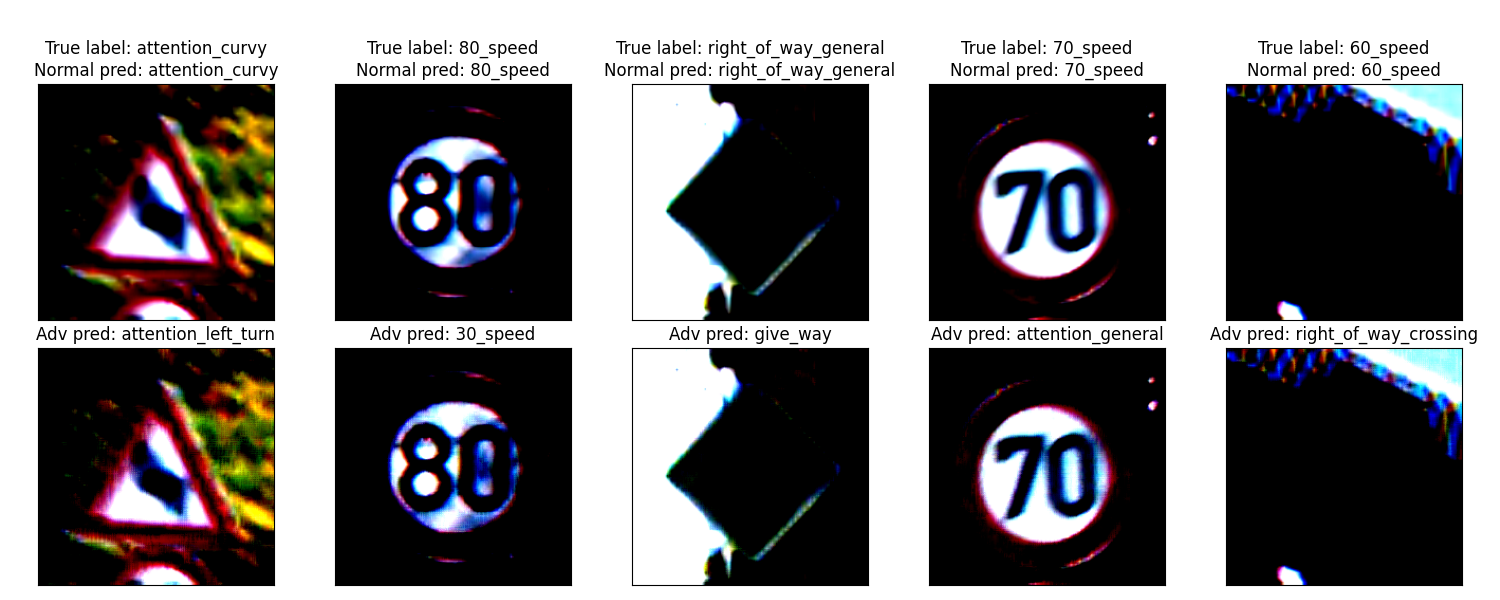 True label: attention_curvy
Normal pred: attention_curvy
True label: 80_speed
Normal pred: 80_speed
True label: right_of_way_general
Normal pred: right_of_way_general
True label: 70_speed
Normal pred: 70_speed
True label: 60_speed
Normal pred: 60_speed
80
70
Adv pred: attention_left_turn
Adv pred: 30_speed
Adv pred: give_way
Adv pred: attention_general
Adv pred: right_of_way_crossing
80
70